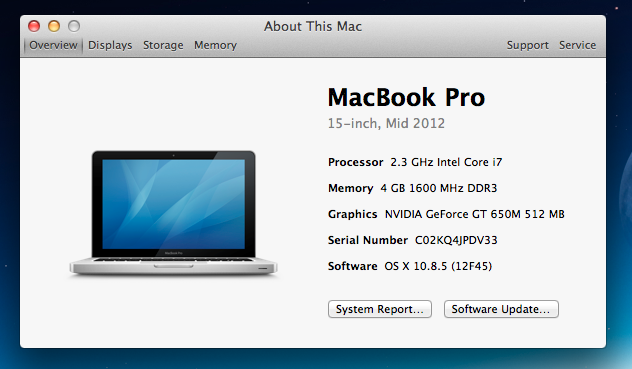 About This Mac
Overview Displays Storage Memory Support Service
MacBook Pro
15-inch, Mid 2012
Processor 2.3 GHz Intel Core i7
Memory 4 GB 1600 MHz DDR3
Graphics NVIDIA GeForce GT 650M 512 MB
Serial Number C02KQ4JPDV33
Software OS X 10.8.5 (12F45)
System Report... Software Update...